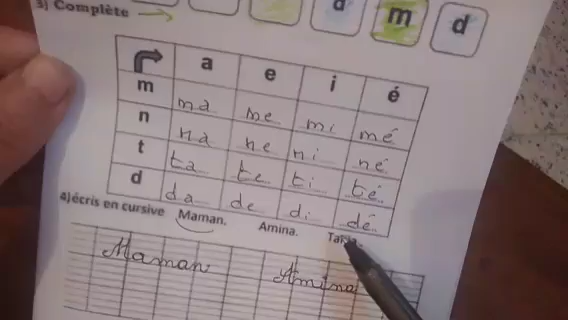 3) Complète
d m d
a e i é
m ma me mi mé
n na ne ni né
t ta te ti té
d da de di dé
4) écris en cursive Maman. Amina.
Maman Amina